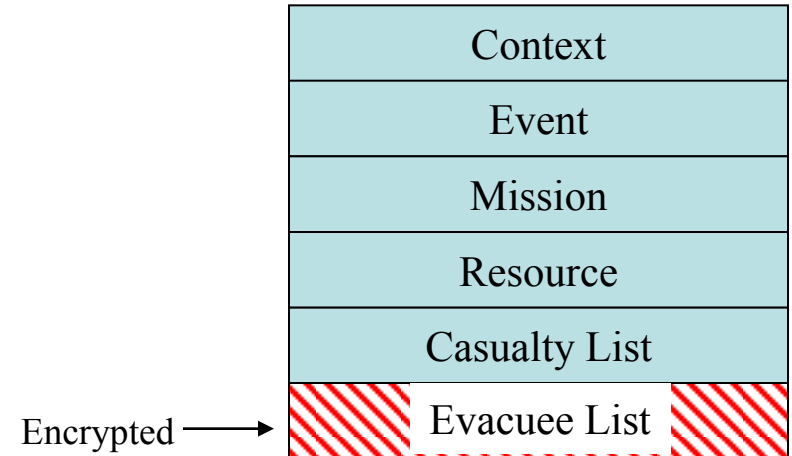 Context
Event
Mission
Resource
Casualty List
Evacuee List
Encrypted